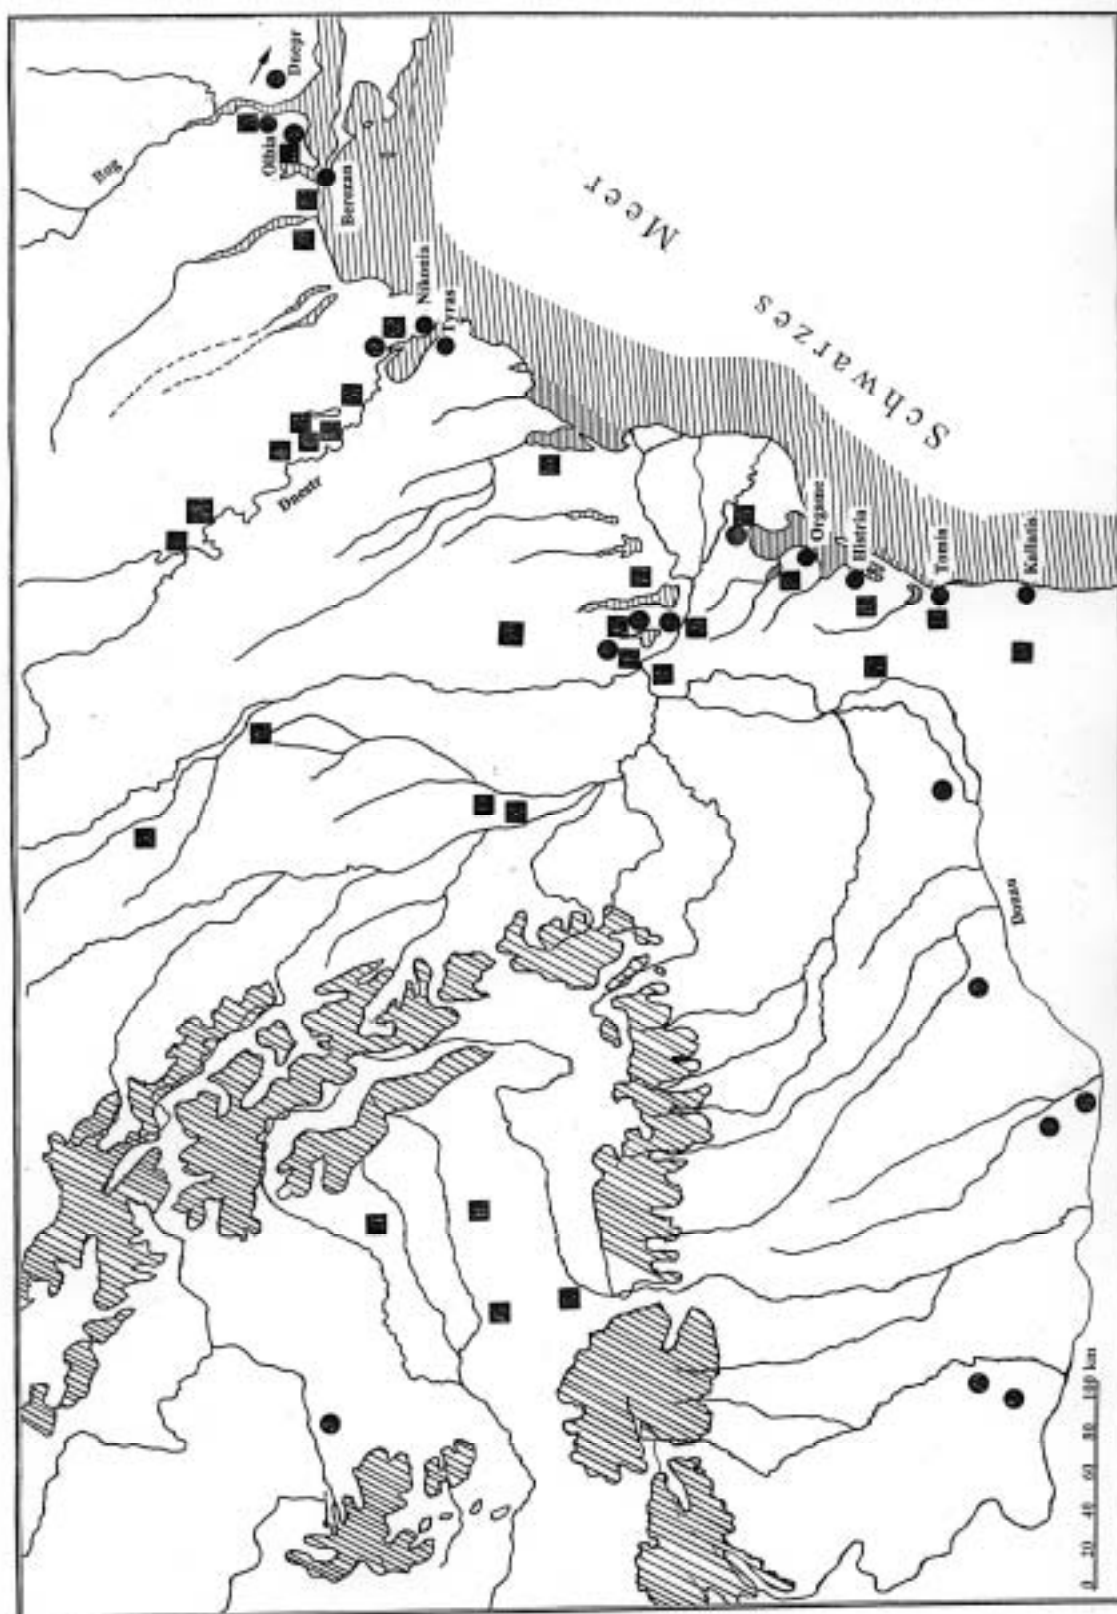 Dnepr
Bog
Olbia
Berezan
Nikonia
Tyras
Dnestr
Schwarzes
Meer
Orgame
Histria
Tomis
Kallatis
Donau
0 20 40 60 80 100 km